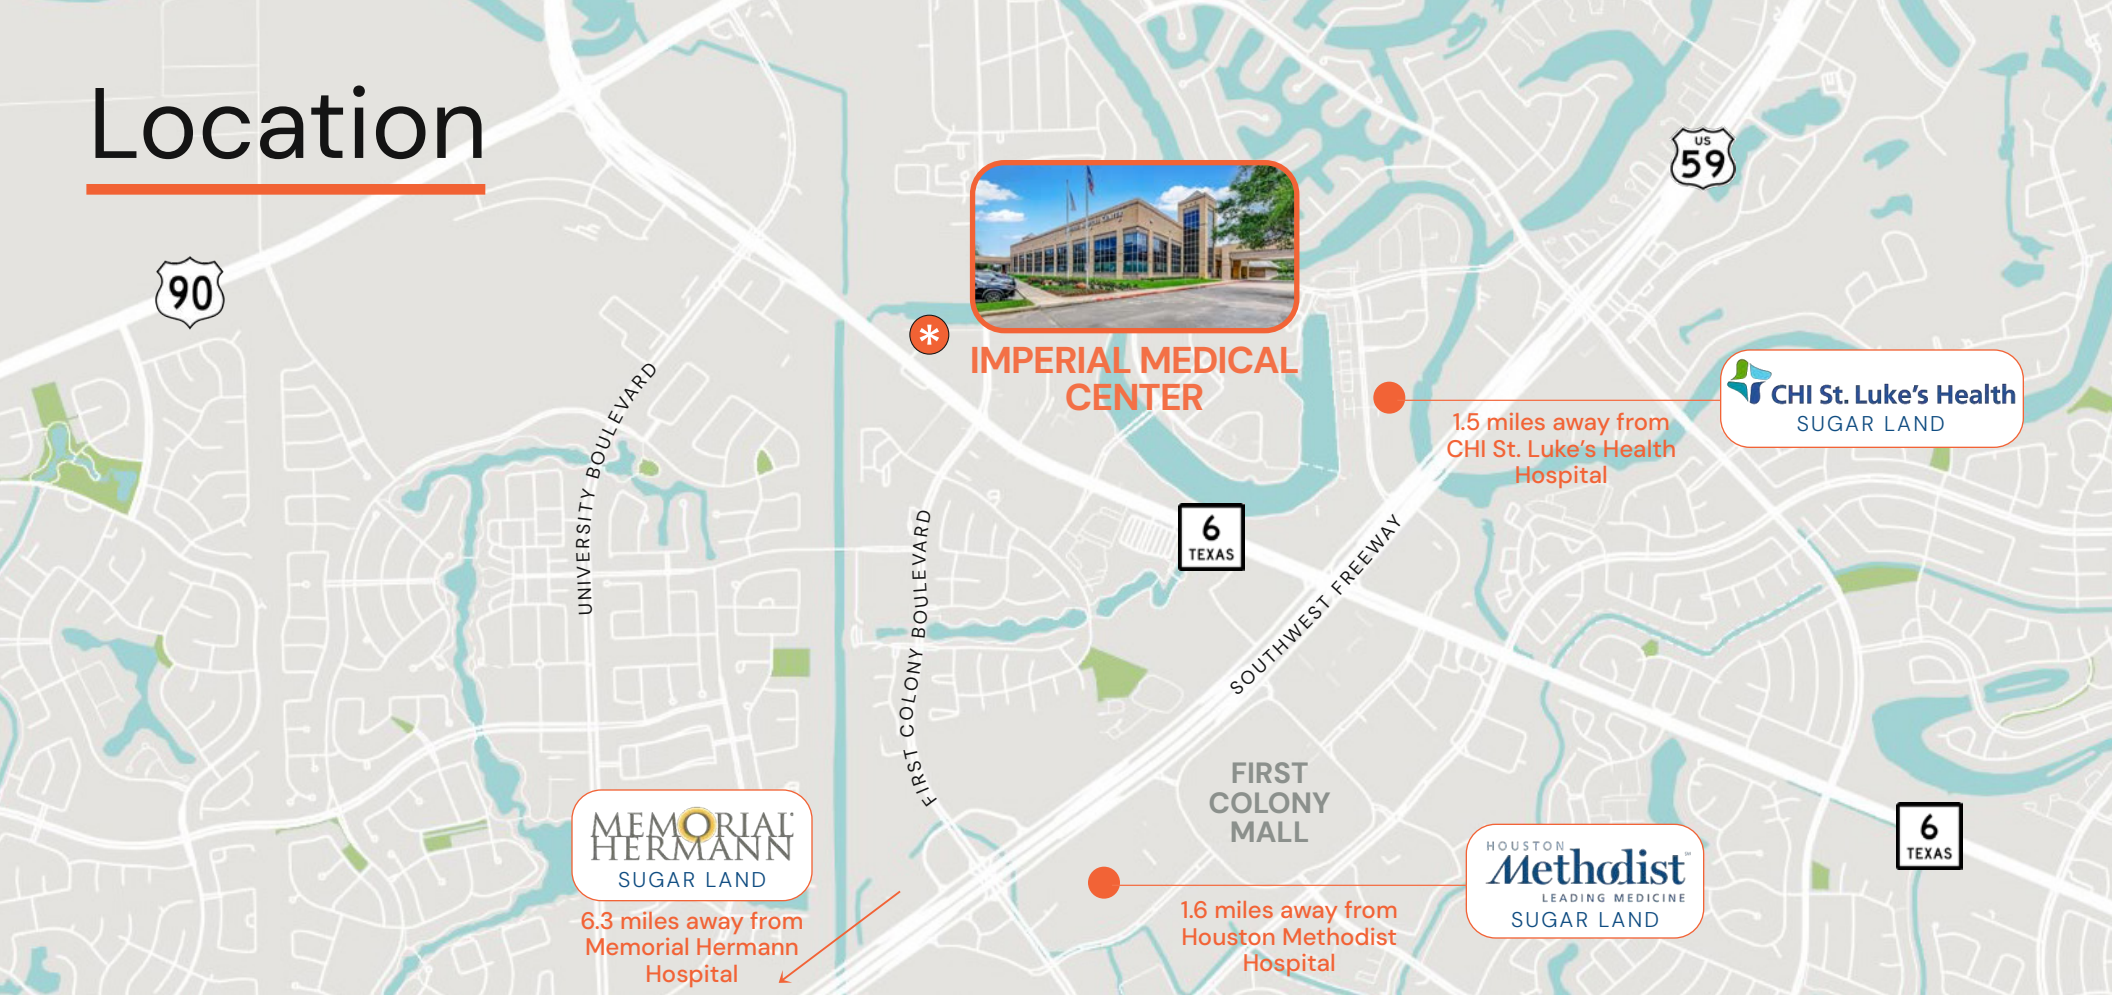 Location
US
59
90
*
IMPERIAL MEDICAL
CENTER
CHI St. Luke's Health
SUGAR LAND
1.5 miles away from
CHI St. Luke's Health
Hospital
UNIVERSITY BOULEVARD
FIRST COLONY BOULEVARD
6
TEXAS
SOUTHWEST FREEWAY
FIRST
COLONY
MALL
MEMORIAL
HERMANN
SUGAR LAND
6.3 miles away from
Memorial Hermann
Hospital
HOUSTON
Methodist
LEADING MEDICINE
SUGAR LAND
1.6 miles away from
Houston Methodist
Hospital
6
TEXAS